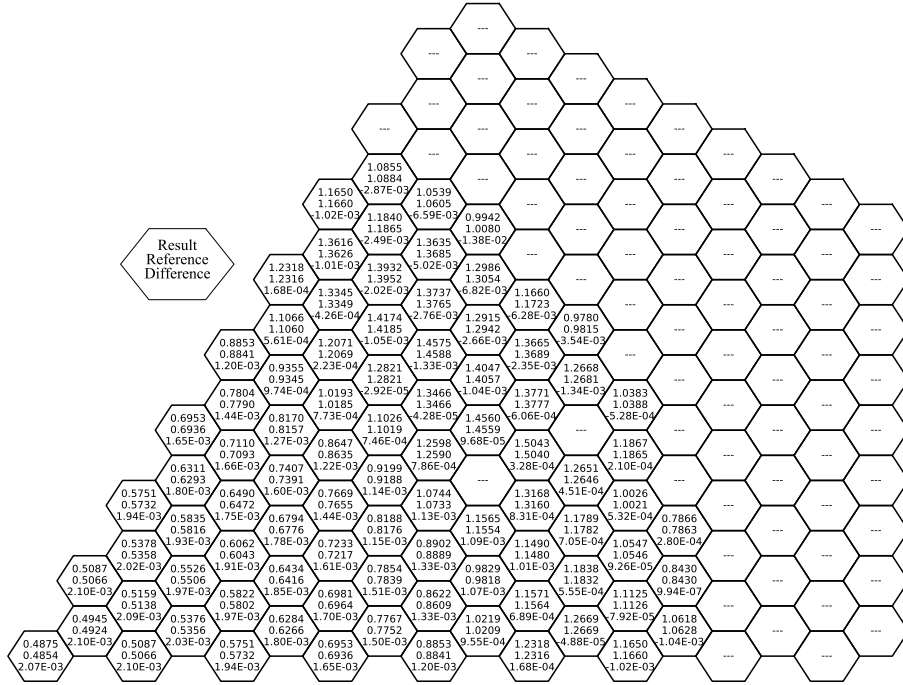 ---
--- ---
--- ---
--- --- ---
--- --- --- ---
--- --- --- ---
1.0855
1.0884 --- --- --- ---
-2.87E-03
1.1650 1.0539
1.1660 1.0605 --- --- --- ---
-1.02E-03 -6.59E-03
1.1840 0.9942
1.1865 1.0080 --- --- --- ---
-2.49E-03 -1.38E-02
Result
Reference
Difference
1.3616 1.3635
1.3626 1.3685 --- --- --- ---
-1.01E-03 -5.02E-03
1.2318 1.3932 1.2986
1.2316 1.3952 1.3054 --- --- --- ---
1.68E-04 -2.02E-03 -6.82E-03
1.3345 1.3737 1.1660
1.3349 1.3765 1.1723 --- --- ---
-4.26E-04 -2.76E-03 -6.28E-03
1.1066 1.4174 1.2915 0.9780
1.1060 1.4185 1.2942 0.9815 --- --- ---
5.61E-04 -1.05E-03 -2.66E-03 -3.54E-03
0.8853 1.2071 1.4575 1.3665
0.8841 1.2069 1.4588 1.3689 --- --- ---
1.20E-03 2.23E-04 -1.33E-03 -2.35E-03
0.9355 1.2821 1.4047 1.2668
0.9345 1.2821 1.4057 1.2681 --- --- ---
9.74E-04 -2.92E-05 -1.04E-03 -1.34E-03
0.7804 1.0193 1.3466 1.3771 1.0383
0.7790 1.0185 1.3466 1.3777 1.0388 --- ---
1.44E-03 7.73E-04 -4.28E-05 -6.06E-04 -5.28E-04
0.6953 0.8170 1.1026 1.4560
0.6936 0.8157 1.1019 1.4559 --- --- --- ---
1.65E-03 1.27E-03 7.46E-04 9.68E-05
0.7110 0.8647 1.2598 1.5043 1.1867
0.7093 0.8635 1.2590 1.5040 1.1865 --- ---
1.66E-03 1.22E-03 7.86E-04 3.28E-04 2.10E-04
0.6311 0.7407 0.9199 1.2651
0.6293 0.7391 0.9188 --- 1.2646 --- --- ---
1.80E-03 1.60E-03 1.14E-03 4.51E-04
0.5751 0.6490 0.7669 1.0744 1.3168 1.0026
0.5732 0.6472 0.7655 1.0733 1.3160 1.0021 --- ---
1.94E-03 1.75E-03 1.44E-03 1.13E-03 8.31E-04 5.32E-04
0.5835 0.6794 0.8188 1.1565 1.1789 0.7866
0.5816 0.6776 0.8176 1.1554 1.1782 0.7863 --- ---
1.93E-03 1.78E-03 1.15E-03 1.09E-03 7.05E-04 2.80E-04
0.5378 0.6062 0.7233 0.8902 1.1490 1.0547
0.5358 0.6043 0.7217 0.8889 1.1480 1.0546 --- ---
2.02E-03 1.91E-03 1.61E-03 1.33E-03 1.01E-03 9.26E-05
0.5087 0.5526 0.6434 0.7854 0.9829 1.1838 0.8430
0.5066 0.5506 0.6416 0.7839 0.9818 1.1832 0.8430 --- ---
2.10E-03 1.97E-03 1.85E-03 1.51E-03 1.07E-03 5.55E-04 9.94E-07
0.5159 0.5822 0.6981 0.8622 1.1571 1.1125
0.5138 0.5802 0.6964 0.8609 1.1564 1.1126 --- ---
2.09E-03 1.97E-03 1.70E-03 1.33E-03 6.89E-04 -7.92E-05
0.4945 0.5376 0.6284 0.7767 1.0219 1.2669 1.0618
0.4924 0.5356 0.6266 0.7752 1.0209 1.2669 1.0628 --- ---
2.10E-03 2.03E-03 1.80E-03 1.50E-03 9.55E-04 -4.88E-05 -1.04E-03
0.4875 0.5087 0.5751 0.6953 0.8853 1.2318 1.1650
0.4854 0.5066 0.5732 0.6936 0.8841 1.2316 1.1660 --- ---
2.07E-03 2.10E-03 1.94E-03 1.65E-03 1.20E-03 1.68E-04 -1.02E-03